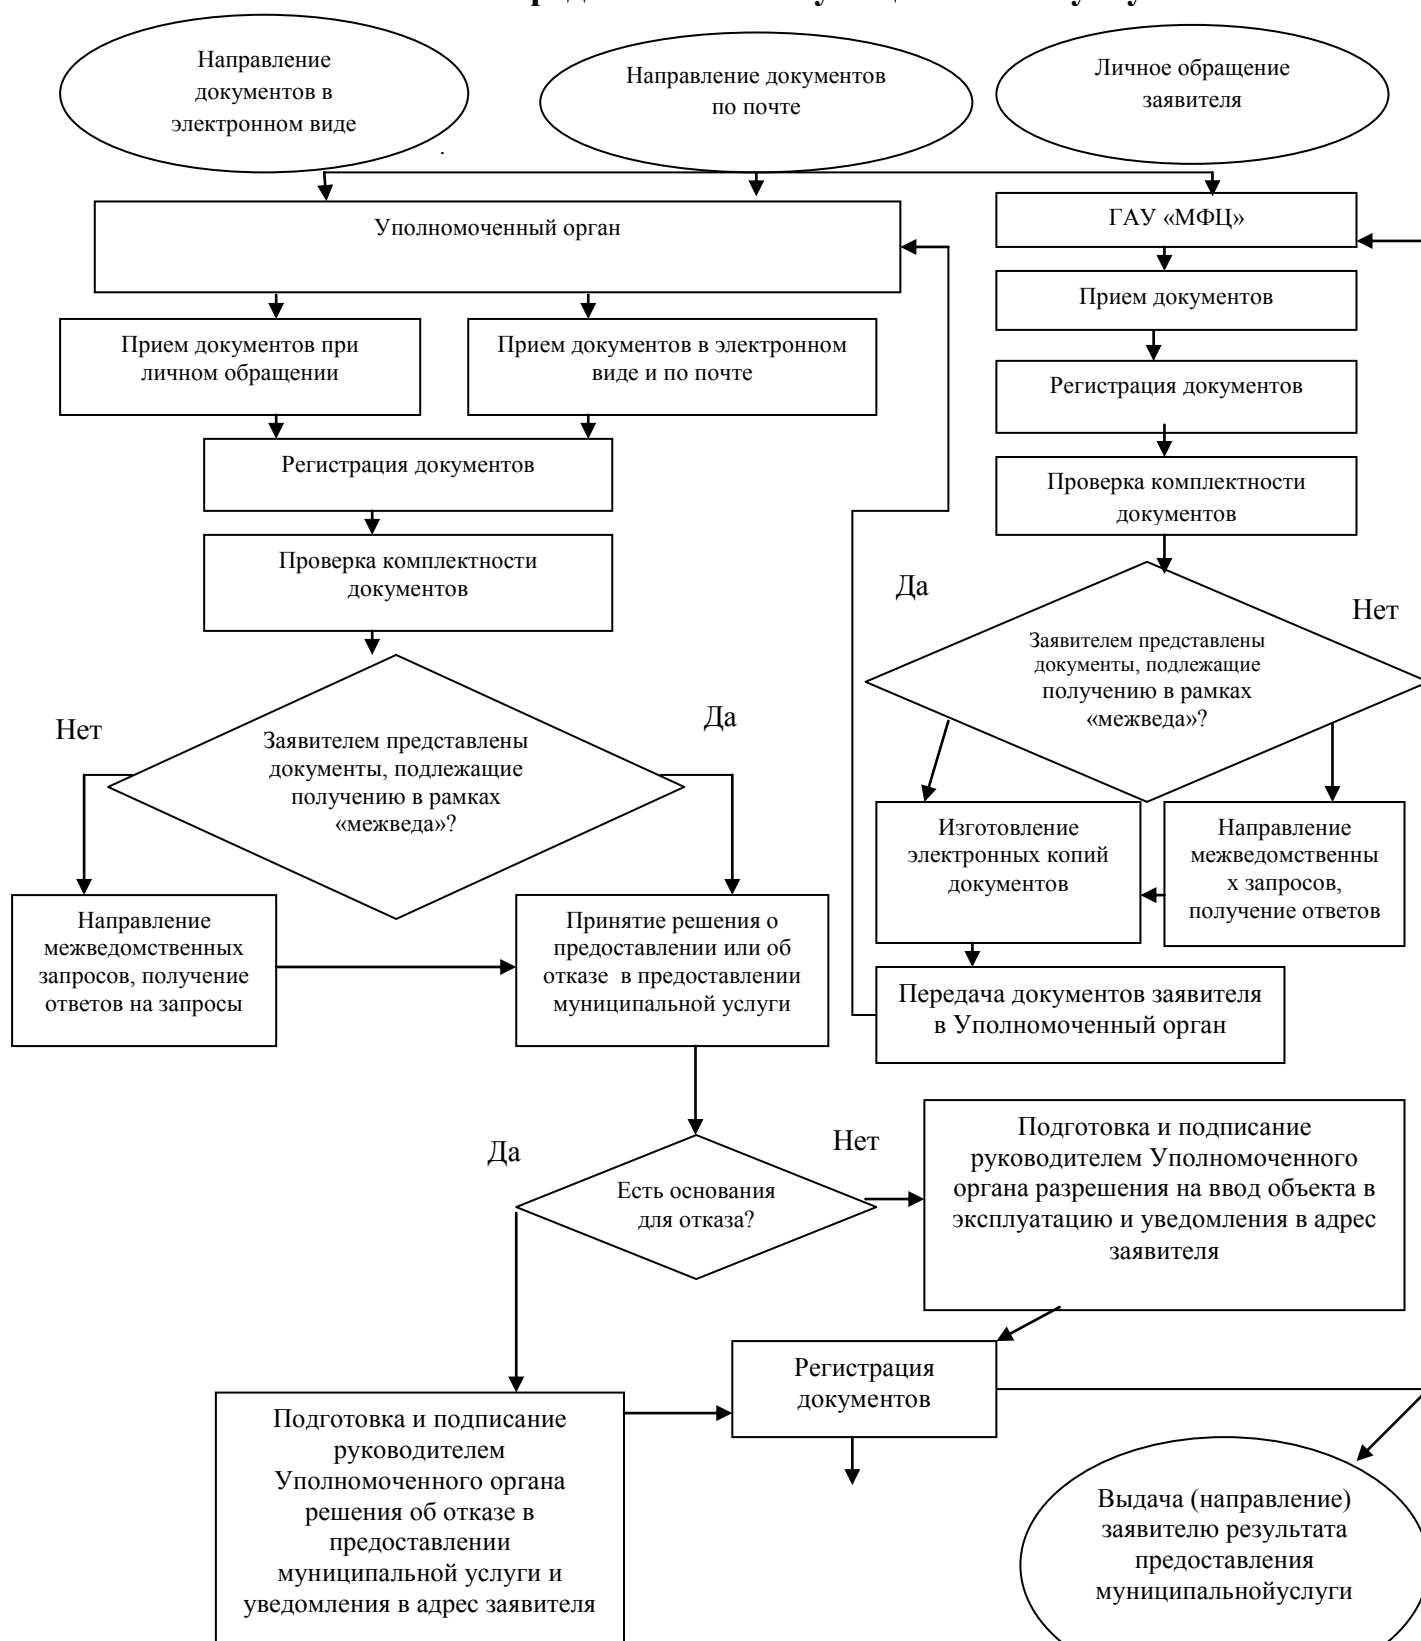 Направление
документов в
электронном виде
Направление документов
по почте
Личное обращение
заявителя
Уполномоченный орган
ГАУ «МФЦ»
Прием документов
Прием документов при
личном обращении
Прием документов в электронном
виде и по почте
Регистрация документов
Регистрация документов
Проверка комплектности
документов
Проверка комплектности
документов
Да
Нет
Заявителем представлены
документы, подлежащие
получению в рамках
«межведа»?
Нет
Да
Заявителем представлены
документы, подлежащие
получению в рамках
«межведа»?
Изготовление
электронных копий
документов
Направление
межведомственны
х запросов,
получение ответов
Направление
межведомственных
запросов, получение
ответов на запросы
Принятие решения о
предоставлении или об
отказе в предоставлении
муниципальной услуги
Передача документов заявителя
в Уполномоченный орган
Да
Нет
Есть основания
для отказа?
Подготовка и подписание
руководителем Уполномоченного
органа разрешения на ввод объекта в
эксплуатацию и уведомления в адрес
заявителя
Регистрация
документов
Подготовка и подписание
руководителем
Уполномоченного органа
решения об отказе в
предоставлении
муниципальной услуги и
уведомления в адрес заявителя
Выдача (направление)
заявителю результата
предоставления
муниципальнойуслуги